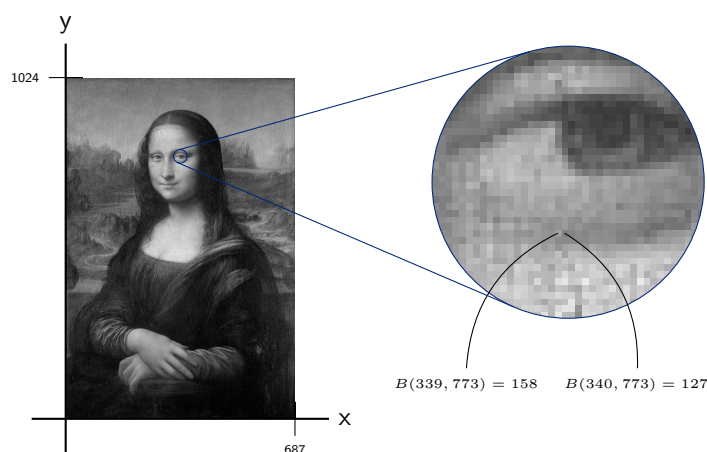 y
1024
x
687
B(339, 773) = 158
B(340, 773) = 127